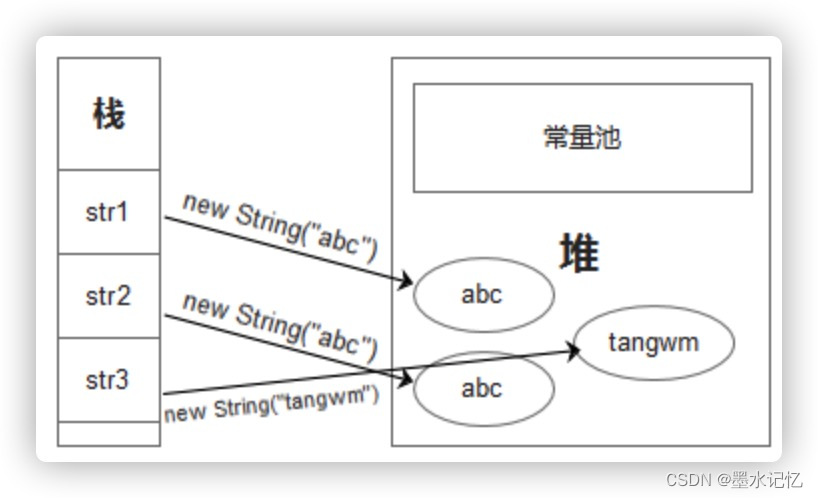 栈
常量池
str1
new String("abc")
堆
abc
str2
new String("abc")
tangwm
str3
abc
new String("tangwm")
CSDN @墨水记忆